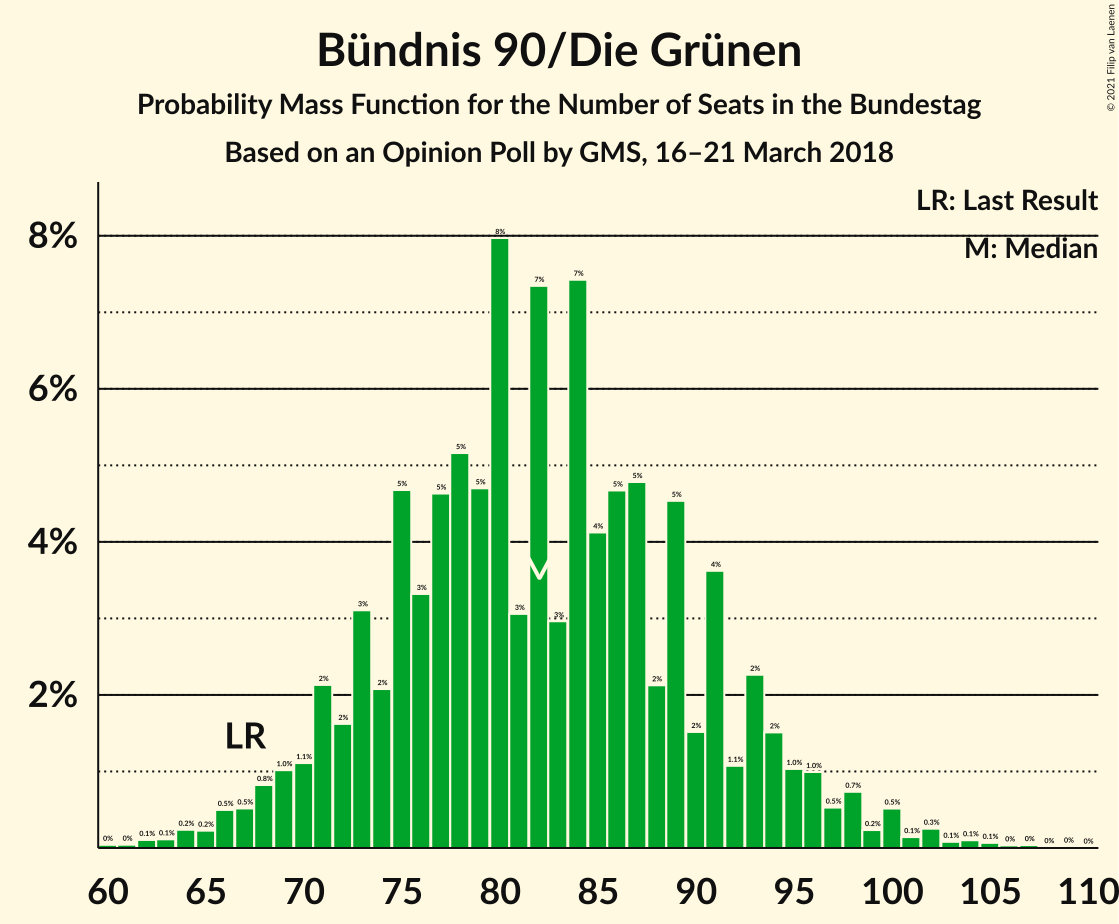 Bündnis 90/Die Grünen
Probability Mass Function for the Number of Seats in the Bundestag
Based on an Opinion Poll by GMS, 16–21 March 2018
© 2021 Filip van Laenen
LR: Last Result
M: Median
8%
6%
4%
2%
LR
0% 0% 0.1% 0.1% 0.2% 0.2% 0.5% 0.5% 0.8% 1.0% 1.1% 2% 2% 3% 2% 5% 3% 5% 5% 5% 8% 3% 7% 3% 7% 4% 5% 5% 2% 5% 2% 4% 1.1% 2% 2% 1.0% 1.0% 0.5% 0.7% 0.2% 0.5% 0.1% 0.3% 0.1% 0.1% 0.1% 0% 0% 0% 0% 0%
60 65 70 75 80 85 90 95 100 105 110